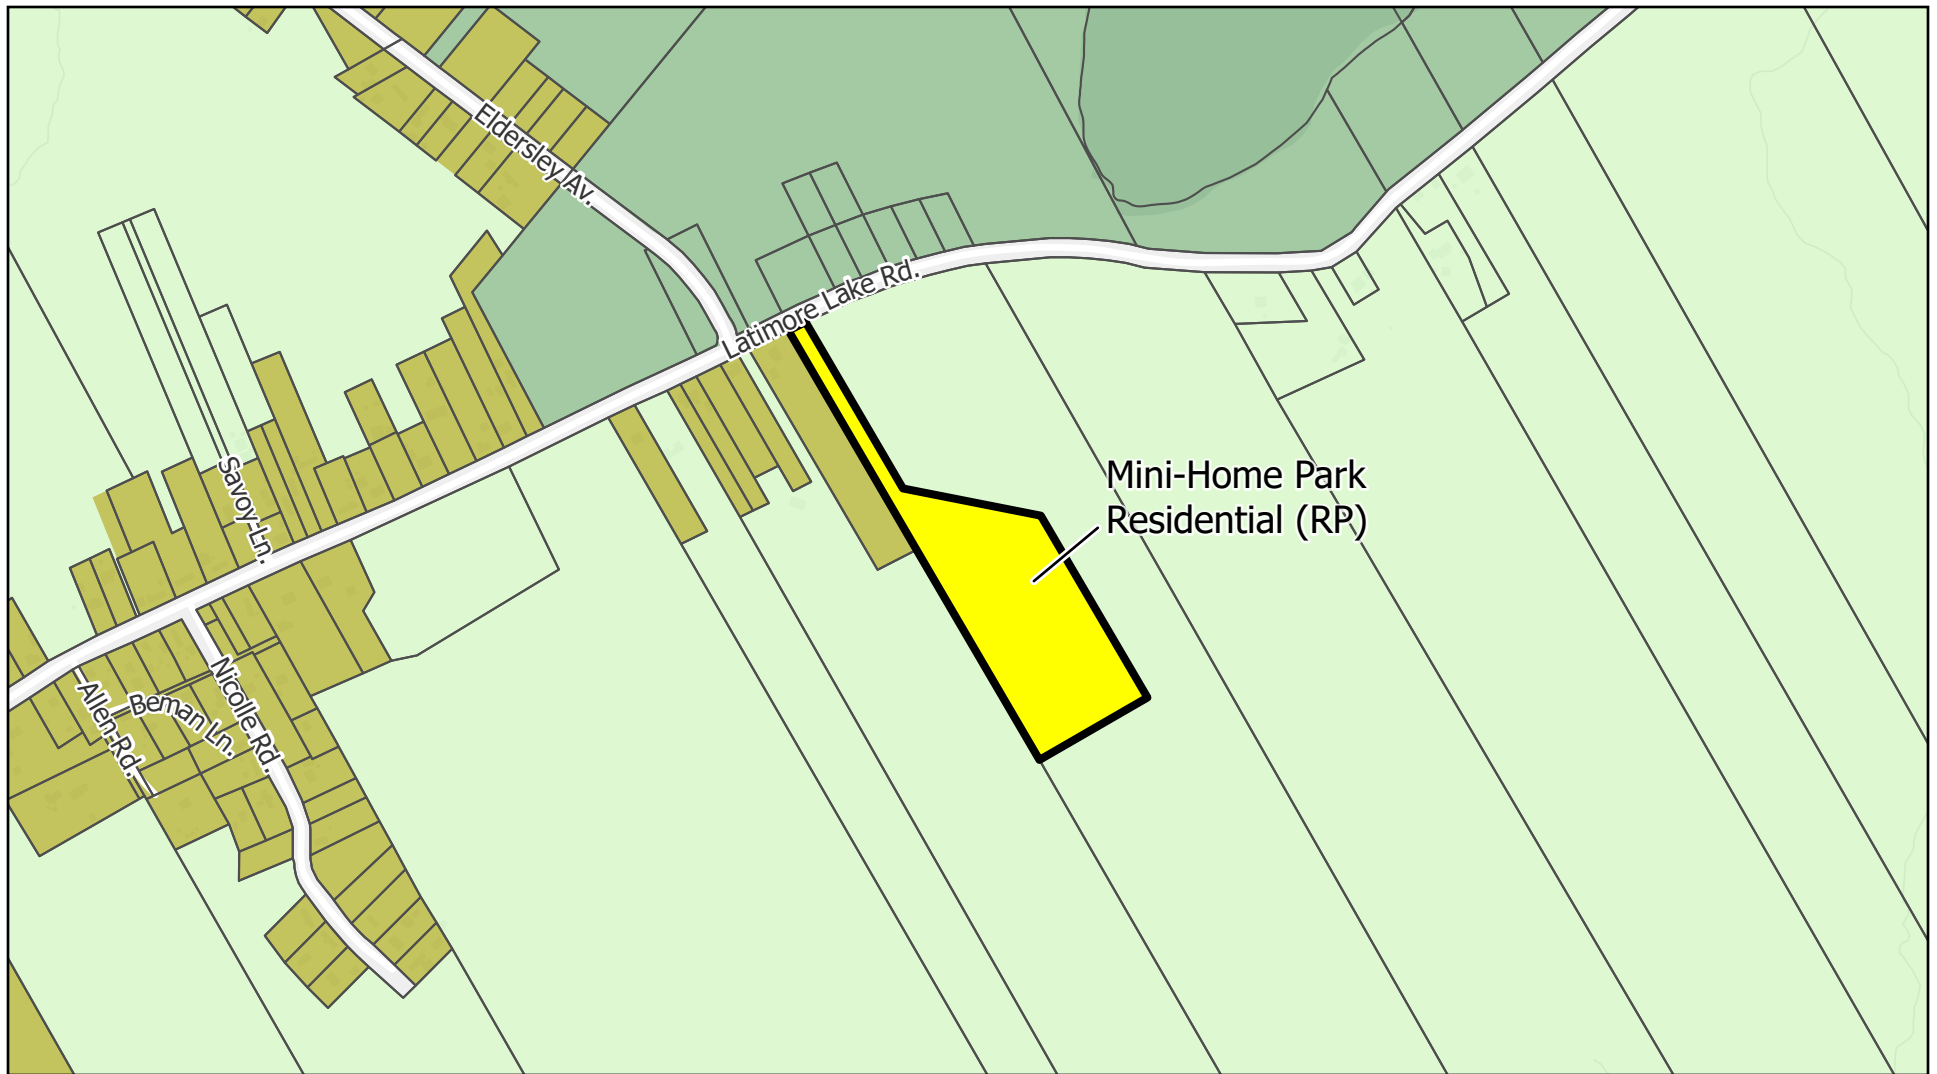 Eldersley Av.
Latimore Lake Rd.
Mini-Home Park
Residential (RP)
Savoy Ln.
Nicolle Rd.
Beman Ln.
Allen Rd.